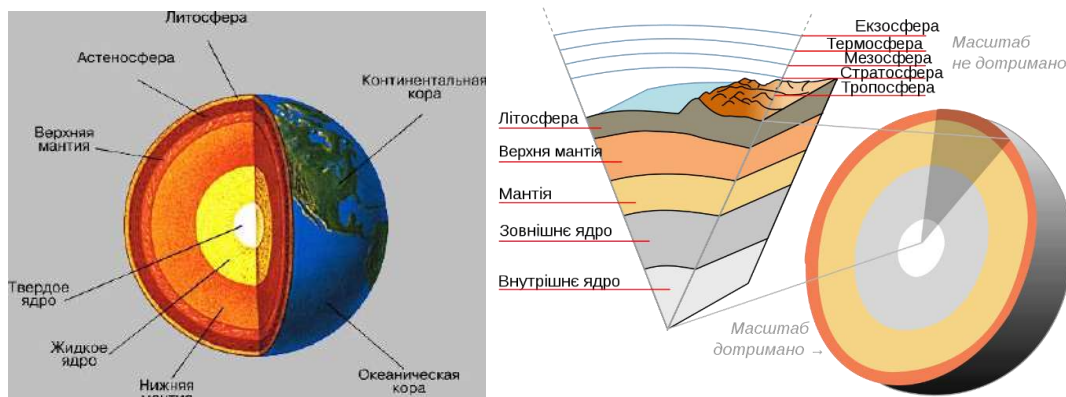 Литосфера
Астеносфера
Континентальная
кора
Верхняя
мантия
Твердое
ядро
Жидкое
ядро
Нижняя
мантия
Океаническая
кора
Екзосфера
Термосфера
Мезосфера
Стратосфера
Тропосфера
Масштаб
не дотримано
Літосфера
Верхня мантія
Мантія
Зовнішнє ядро
Внутрішнє ядро
Масштаб
дотримано →